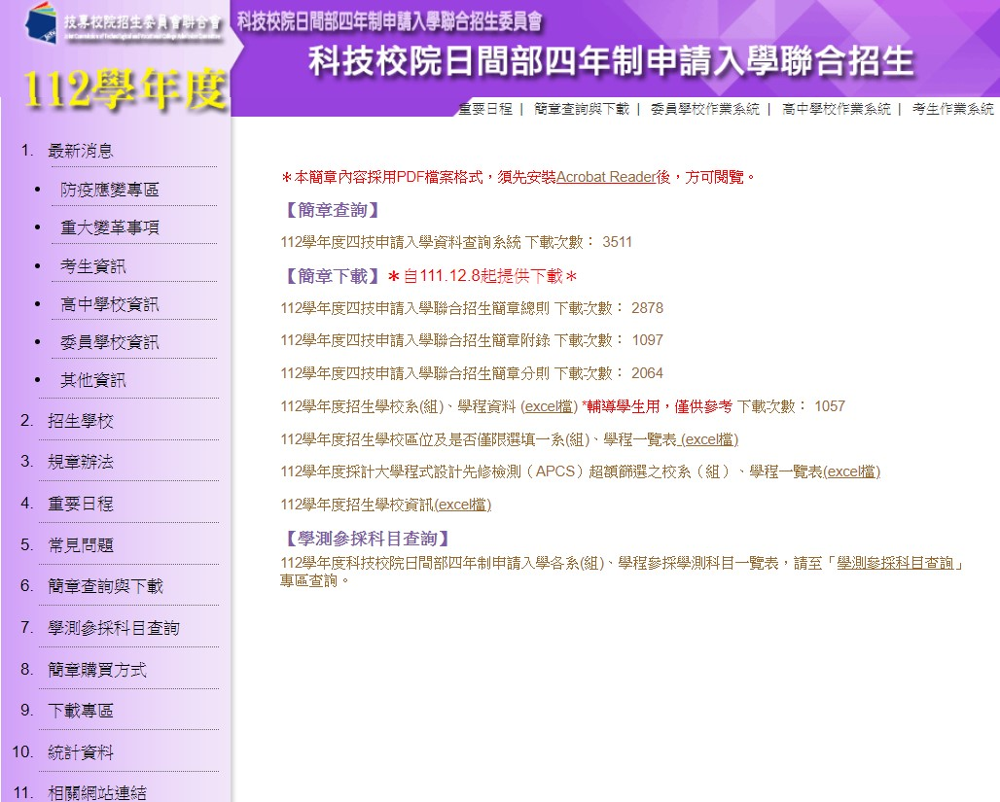 技專校院招生委員會聯合會
科技校院日間部四年制申請入學聯合招生委員會
科技校院日間部四年制申請入學聯合招生
112學年度
重要日程 | 簡章查詢與下載 | 委員學校作業系統 | 高中學校作業系統 | 考生作業系統
1. 最新消息
• 防疫應變專區
• 重大變革事項
• 考生資訊
• 高中學校資訊
• 委員學校資訊
• 其他資訊
2. 招生學校
3. 規章辦法
4. 重要日程
5. 常見問題
6. 簡章查詢與下載
7. 學測參採科目查詢
8. 簡章購買方式
9. 下載專區
10. 統計資料
11. 相關網站連結
＊本簡章內容採用PDF檔案格式，須先安裝Acrobat Reader後，方可閱覽。
【簡章查詢】
112學年度四技申請入學資料查詢系統 下載次數： 3511
【簡章下載】＊自111.12.8起提供下載＊
112學年度四技申請入學聯合招生簡章總則 下載次數： 2878
112學年度四技申請入學聯合招生簡章附錄 下載次數： 1097
112學年度四技申請入學聯合招生簡章分則 下載次數： 2064
112學年度招生學校系(組)、學程資料 (excel檔) *輔導學生用，僅供參考 下載次數： 1057
112學年度招生學校區位及是否僅限選填一系(組)、學程一覽表 (excel檔)
112學年度採計大學程式設計先修檢測（APCS）超額篩選之校系（組）、學程一覽表(excel檔)
112學年度招生學校資訊(excel檔)
【學測參採科目查詢】
112學年度科技校院日間部四年制申請入學各系(組)、學程參採學測科目一覽表，請至「學測參採科目查詢」
專區查詢。